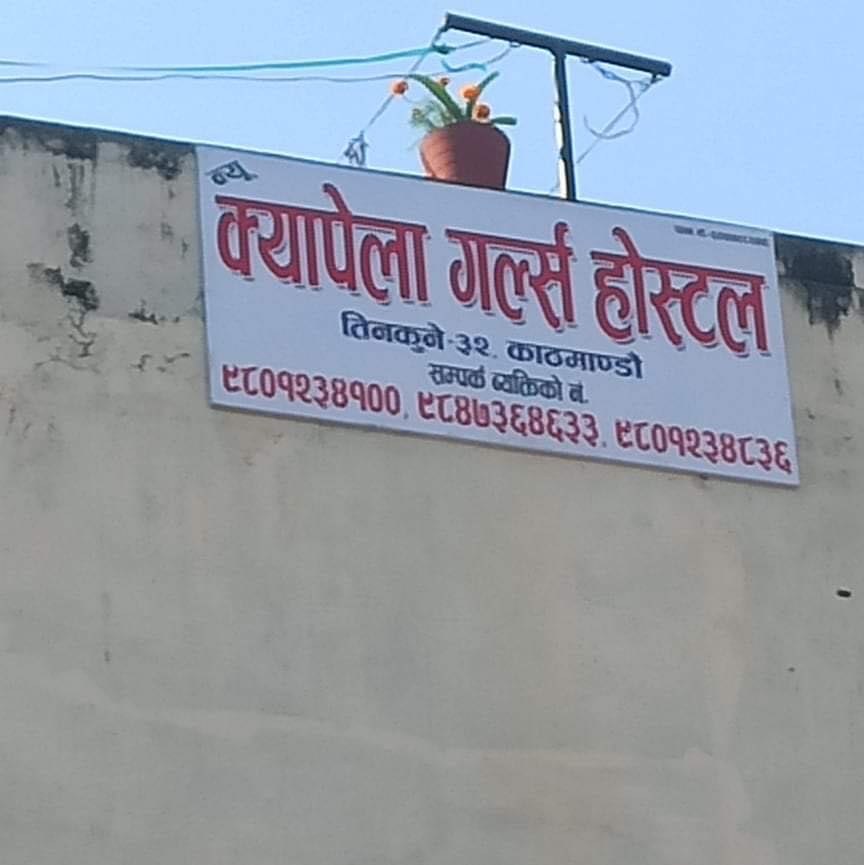 न्यू
क्यापेला गर्ल्स होस्टल
तिनकुने-३२, काठमाण्डौ
सम्पर्क व्यक्तिको नं.
९८०१२३४१००, ९८४७३६४६३३, ९८०१२३४८३६